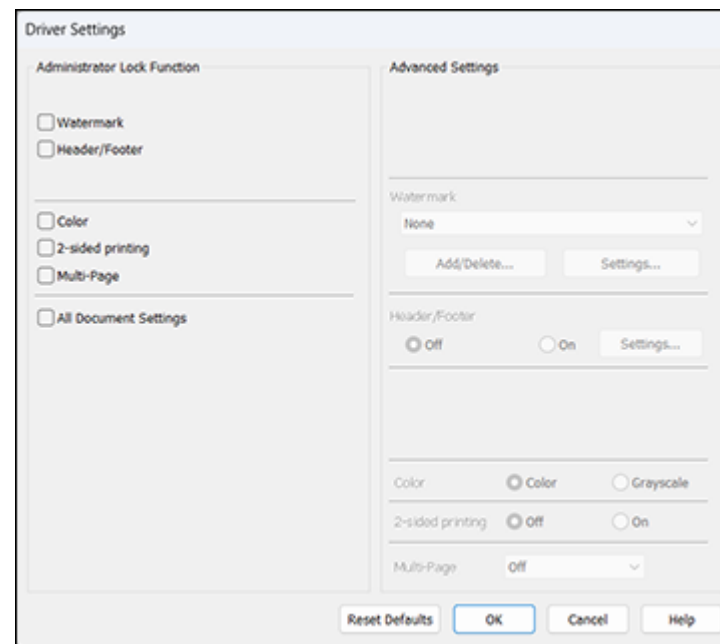 Driver Settings
Administrator Lock Function
Watermark
Header/Footer
Color
2-sided printing
Multi-Page
All Document Settings
Advanced Settings
Watermark
None
Add/Delete... Settings...
Header/Footer
Off On Settings...
Color Color Grayscale
2-sided printing Off On
Multi-Page Off
Reset Defaults OK Cancel Help